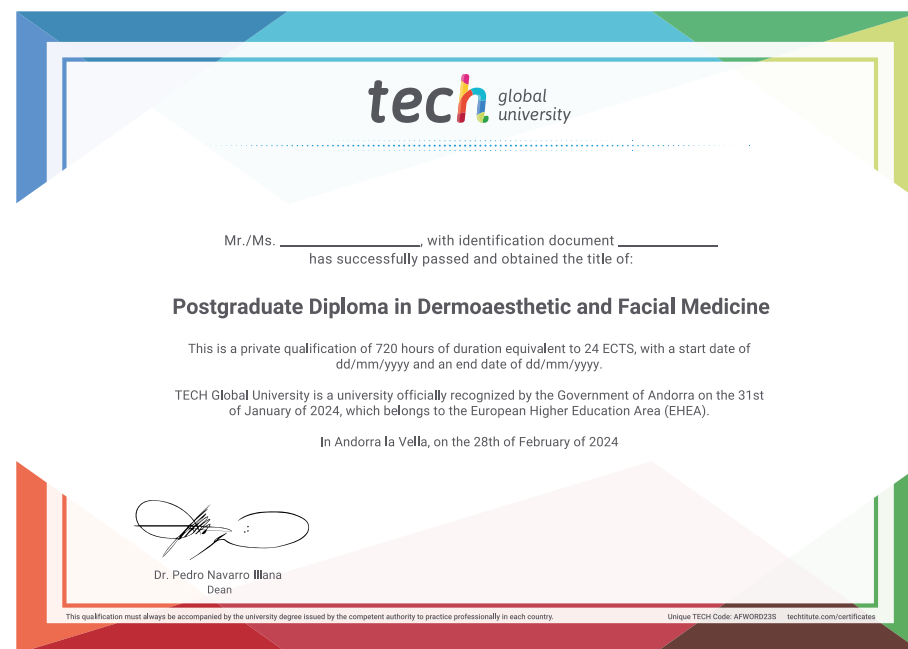 tech global university
Mr./Ms. ________________, with identification document ____________
has successfully passed and obtained the title of:
Postgraduate Diploma in Dermoaesthetic and Facial Medicine
This is a private qualification of 720 hours of duration equivalent to 24 ECTS, with a start date of
dd/mm/yyyy and an end date of dd/mm/yyyy.
TECH Global University is a university officially recognized by the Government of Andorra on the 31st
of January of 2024, which belongs to the European Higher Education Area (EHEA).
In Andorra la Vella, on the 28th of February of 2024
Dr. Pedro Navarro Illana
Dean
This qualification must always be accompanied by the university degree issued by the competent authority to practice professionally in each country. Unique TECH Code: AFWORD23S techtitute.com/certificates